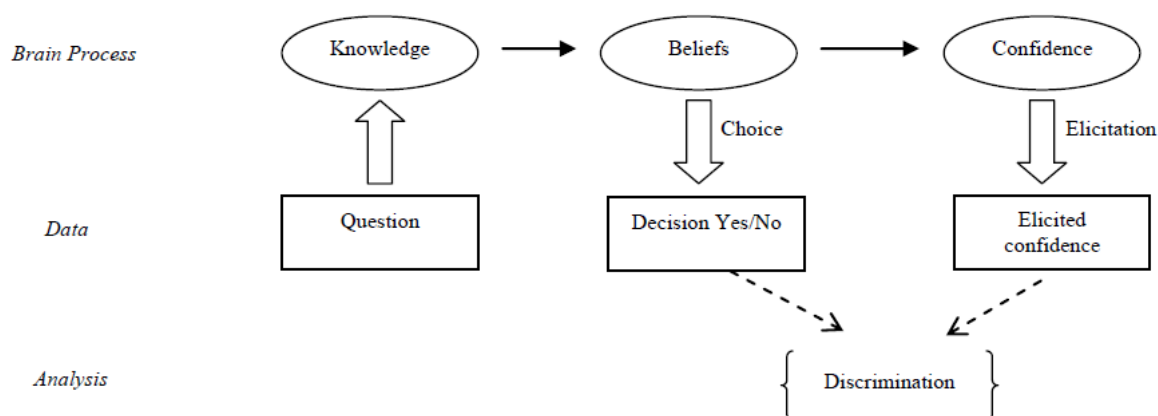 Brain Process
Knowledge
Beliefs
Confidence
Choice
Elicitation
Data
Question
Decision Yes/No
Elicited
confidence
Analysis
Discrimination